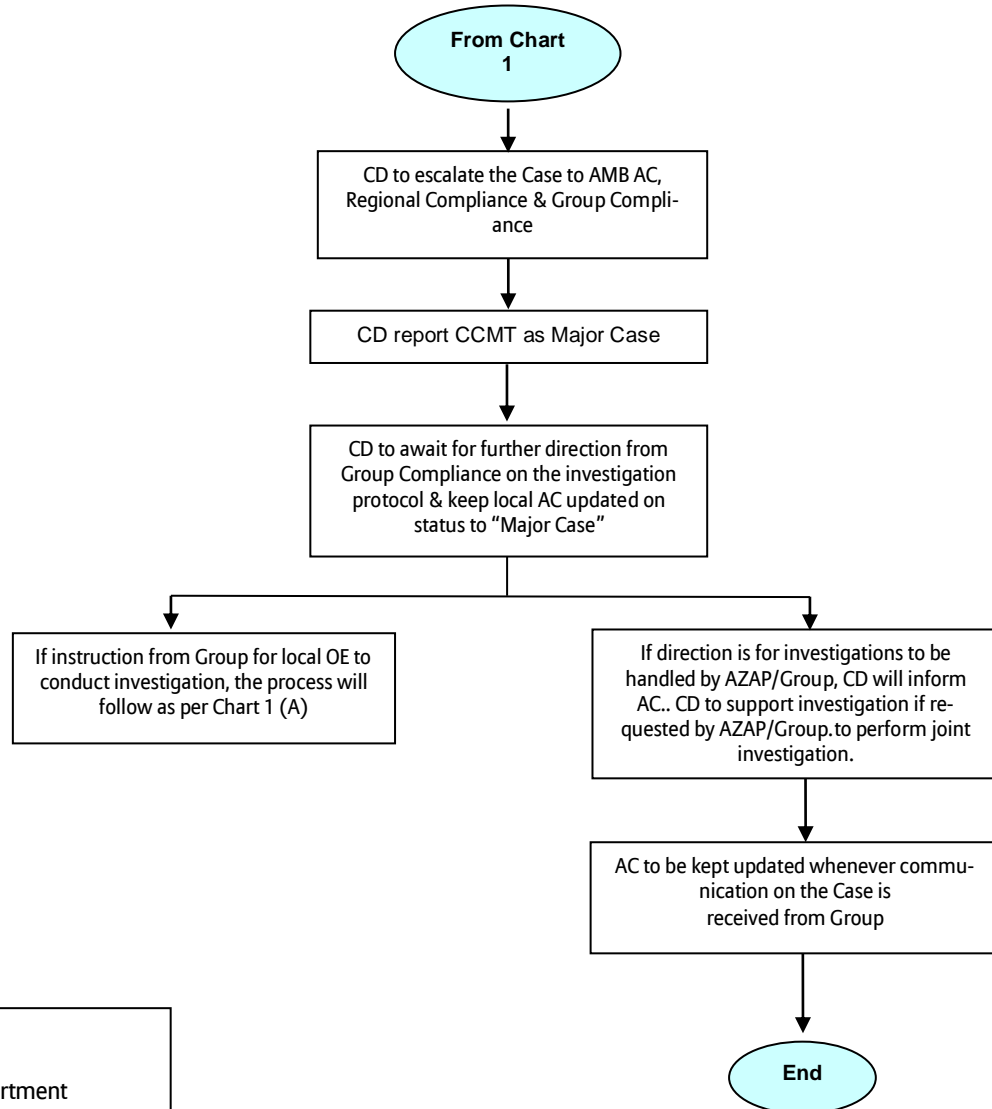 From Chart
1
CD to escalate the Case to AMB AC,
Regional Compliance & Group Compli-
ance
CD report CCMT as Major Case
CD to await for further direction from
Group Compliance on the investigation
protocol & keep local AC updated on
status to “Major Case”
If instruction from Group for local OE to
conduct investigation, the process will
follow as per Chart 1 (A)
If direction is for investigations to be
handled by AZAP/Group, CD will inform
AC.. CD to support investigation if re-
quested by AZAP/Group.to perform joint
investigation.
AC to be kept updated whenever commu-
nication on the Case is
received from Group
End